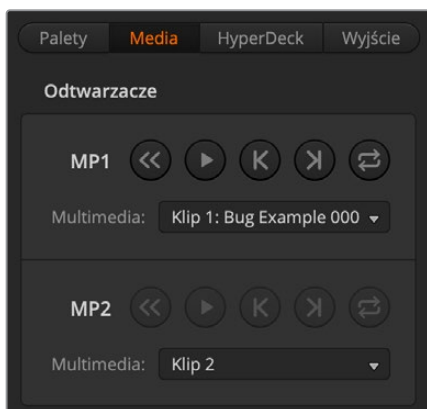 Palety Media HyperDeck Wyjście
Odtwarzacze
MP1
Multimedia: Klip 1: Bug Example 000
MP2
Multimedia: Klip 2